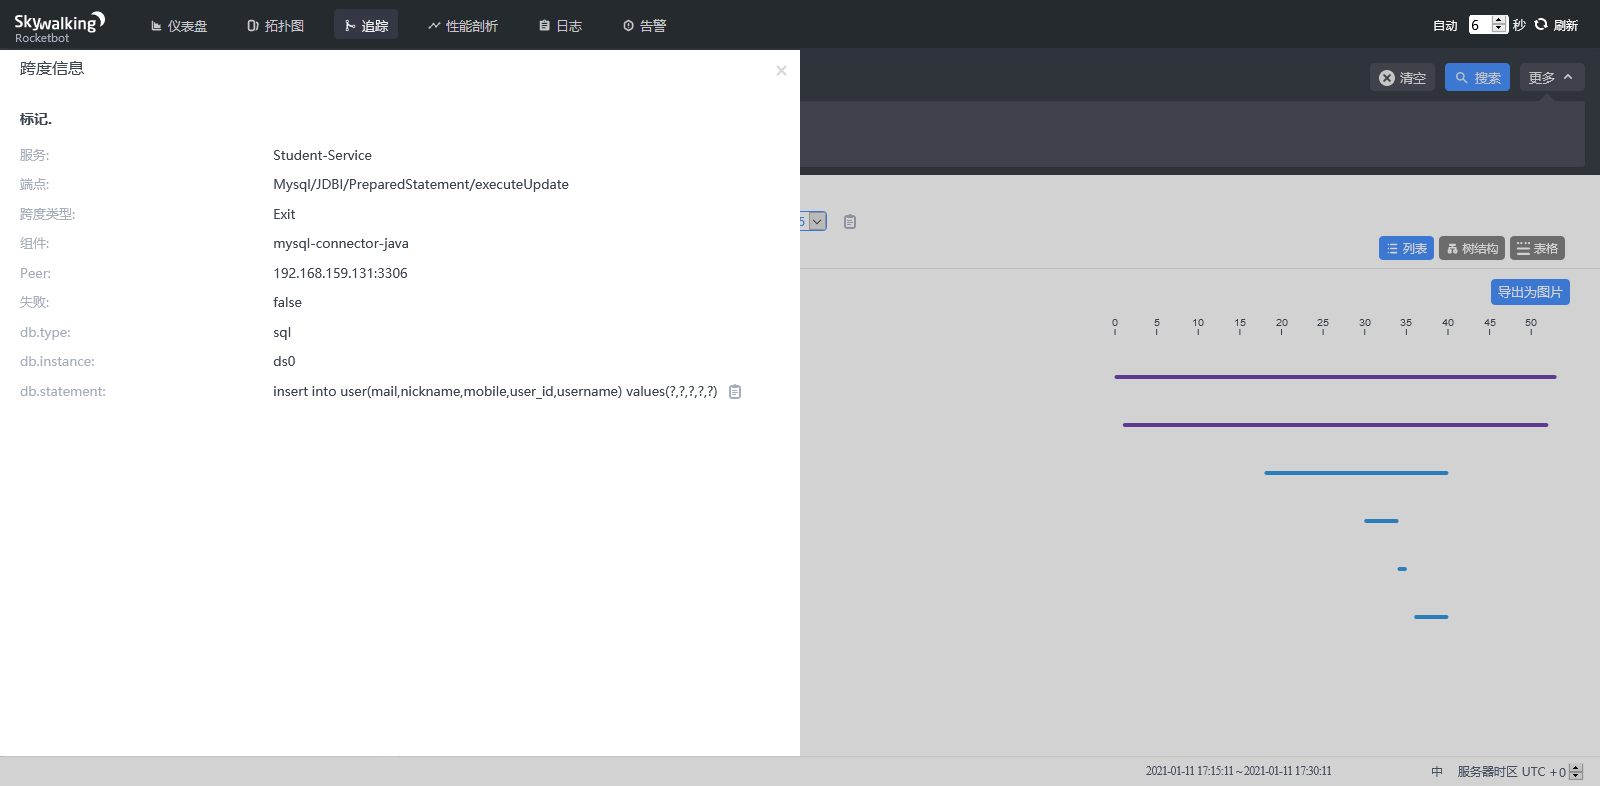 Skywalking
Rocketbot
仪表盘
拓扑图
追踪
性能剖析
日志
告警
自动 6 秒 刷新
跨度信息
清空
搜索
更多
标记.
服务: Student-Service
端点: Mysql/JDBI/PreparedStatement/executeUpdate
跨度类型: Exit
组件: mysql-connector-java
Peer: 192.168.159.131:3306
失败: false
db.type: sql
db.instance: ds0
db.statement: insert into user(mail,nickname,mobile,user_id,username) values(?,?,?,?,?)
5
列表
树结构
表格
导出为图片
0 5 10 15 20 25 30 35 40 45 50
2021-01-11 17:15:11~2021-01-11 17:30:11
中
服务器时区 UTC +0